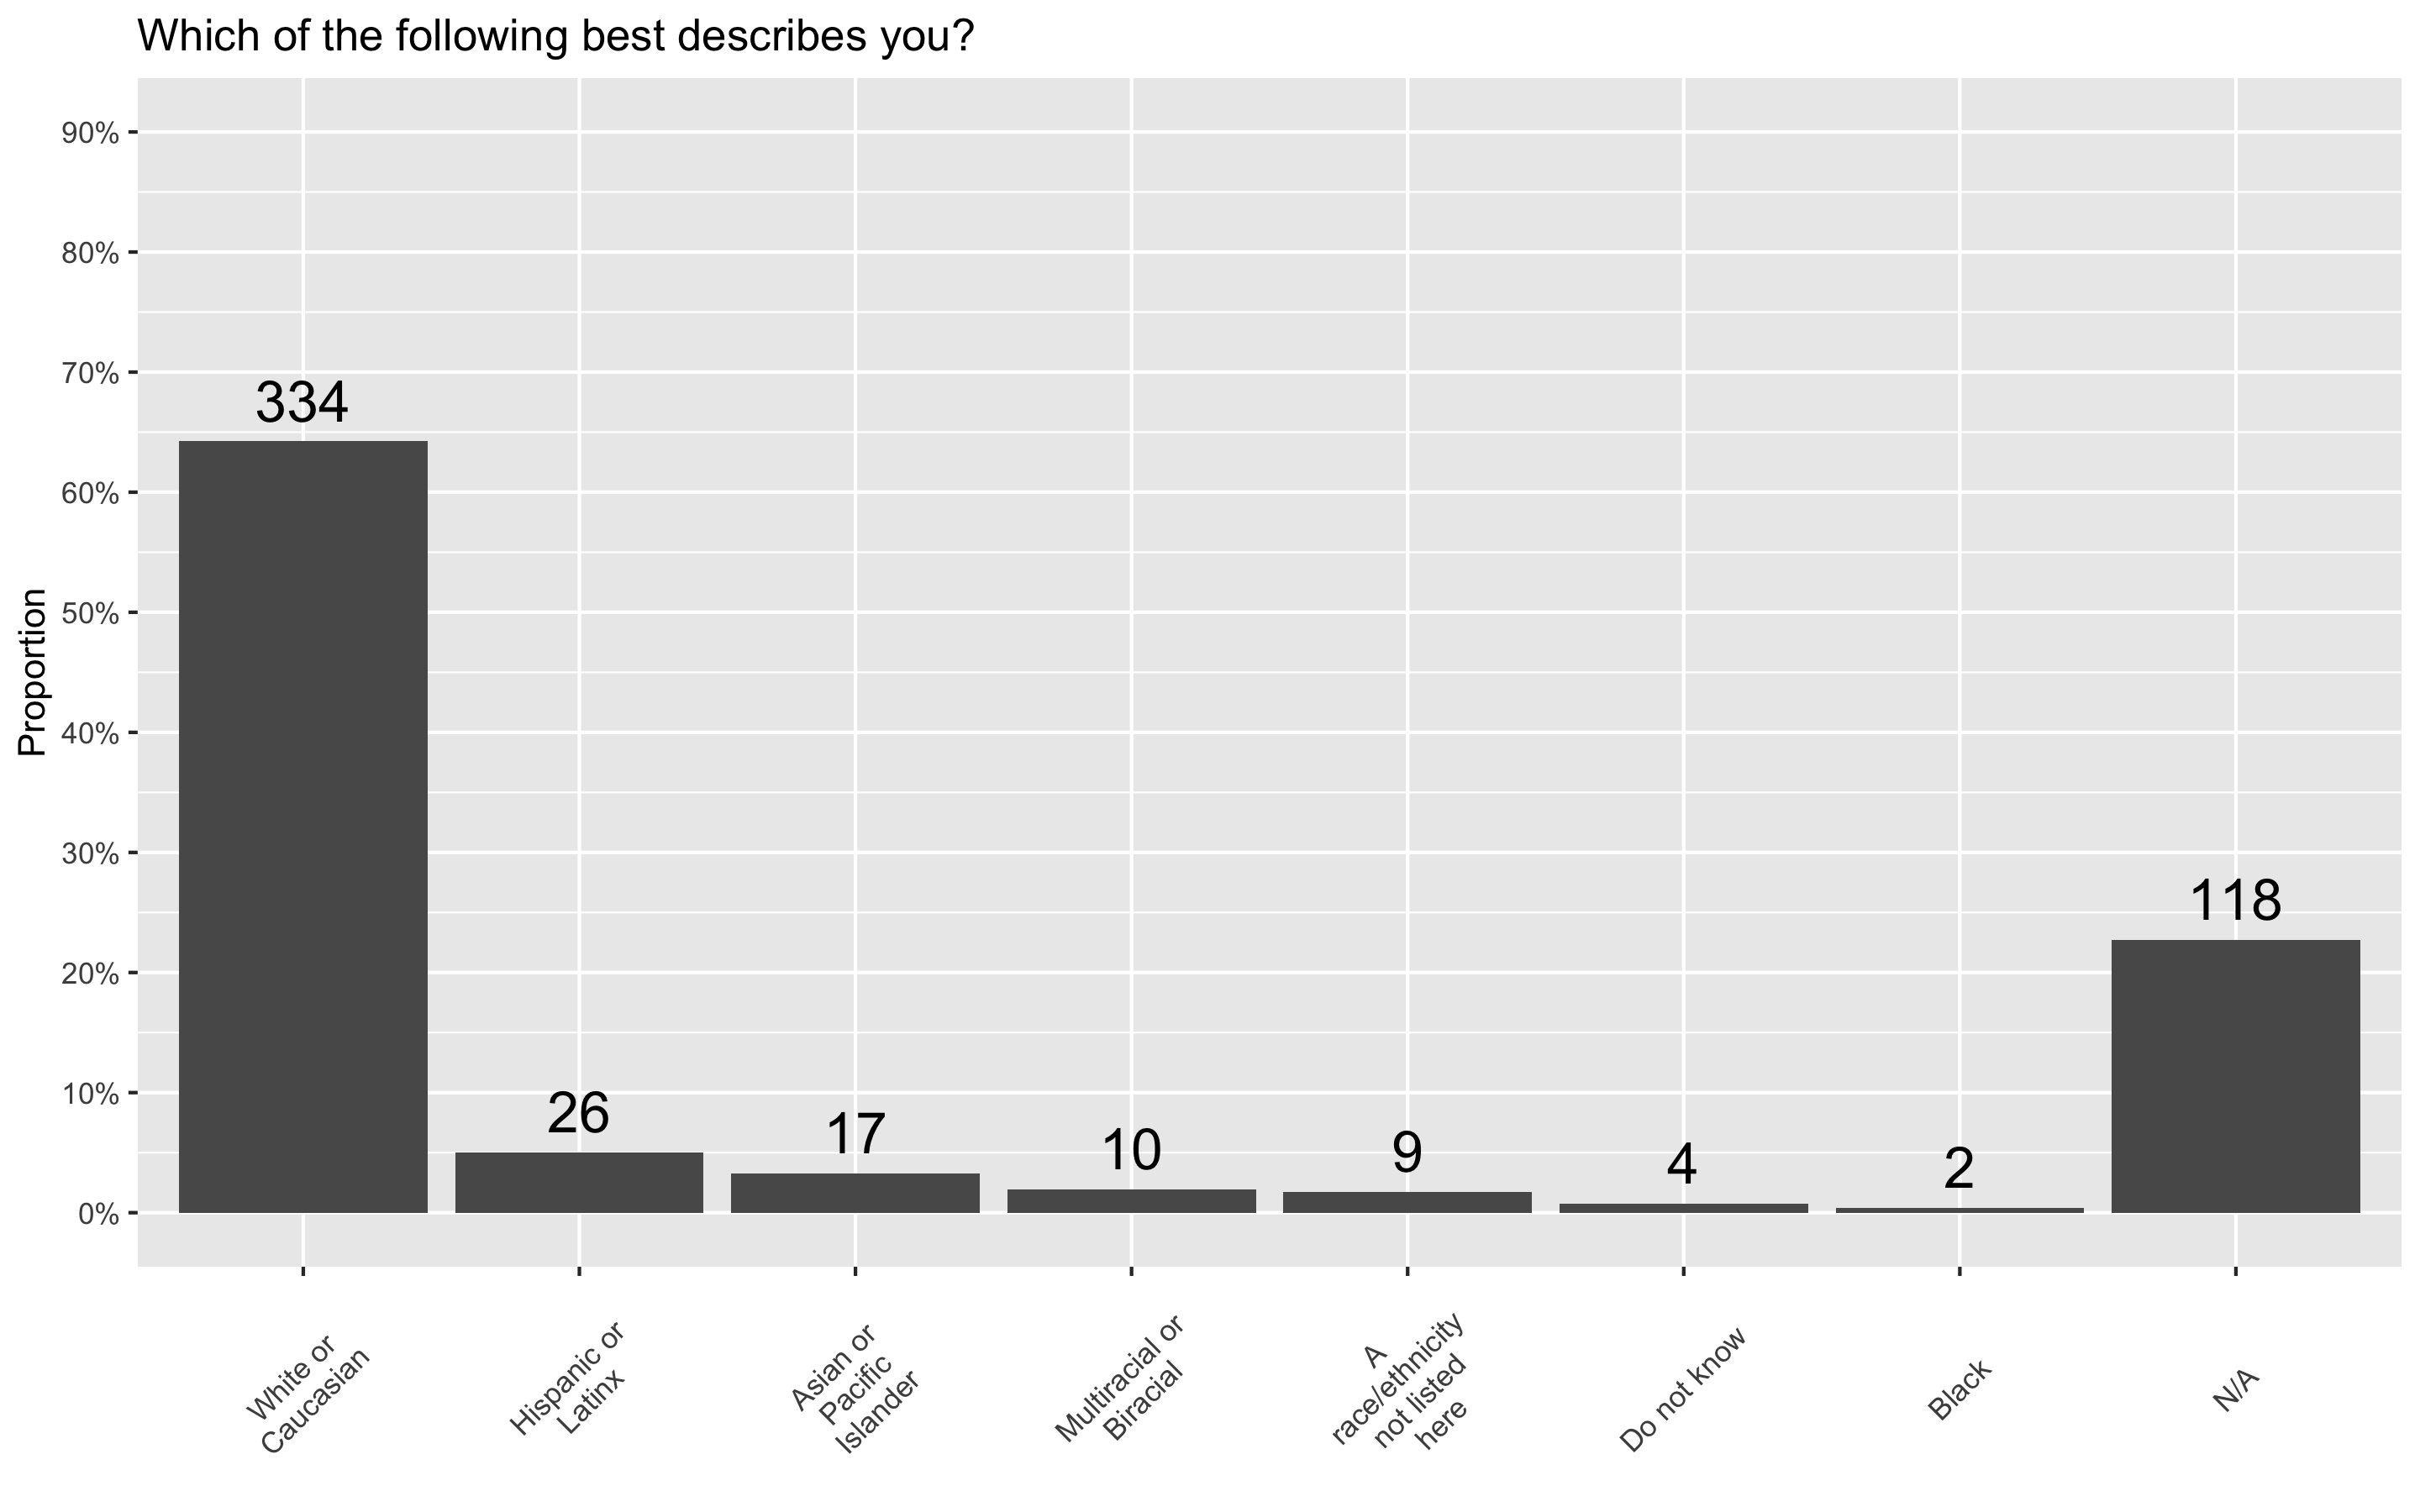 Which of the following best describes you?
Proportion
90%
80%
70%
60%
50%
40%
30%
20%
10%
0%
334
26
17
10
9
4
2
118
White or
Caucasian
Hispanic or
Latinx
Asian or
Pacific
Islander
Multiracial or
Biracial
A
race/ethnicity
not listed
here
Do not know
Black
N/A